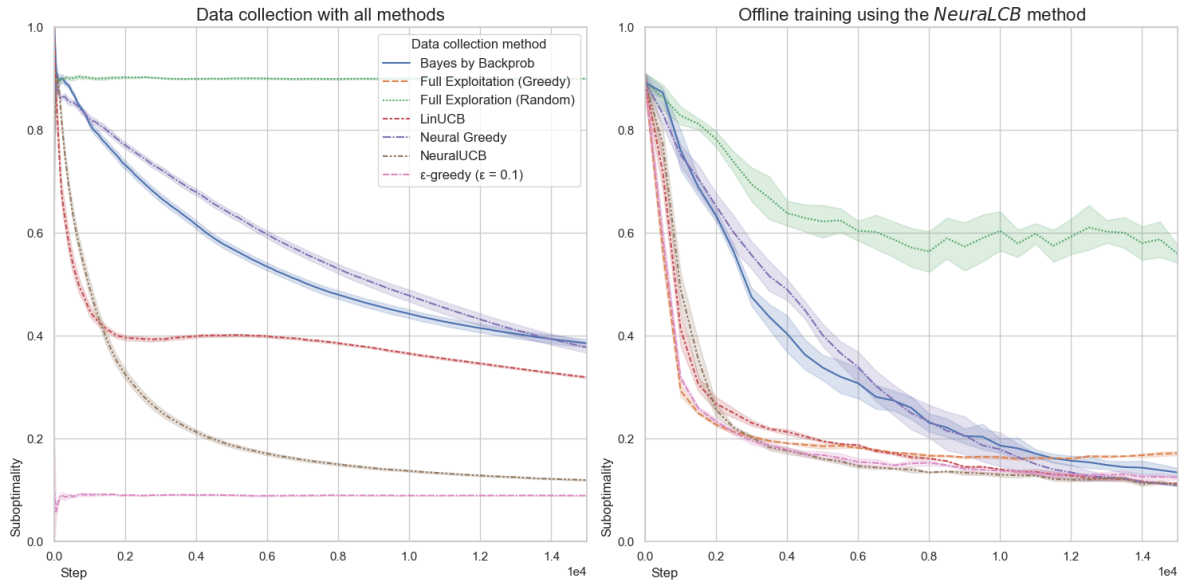 Data collection with all methods
1.0
0.8
0.6
0.4
0.2
0.0
Suboptimality
0.0
0.2
0.4
0.6
0.8
1.0
1.2
1.4
1e4
Step
Data collection method
Bayes by Backprob
Full Exploitation (Greedy)
Full Exploration (Random)
LinUCB
Neural Greedy
NeuralUCB
ε-greedy (ε = 0.1)
Offline training using the NeuraLCB method
1.0
0.8
0.6
0.4
0.2
0.0
Suboptimality
0.0
0.2
0.4
0.6
0.8
1.0
1.2
1.4
1e4
Step